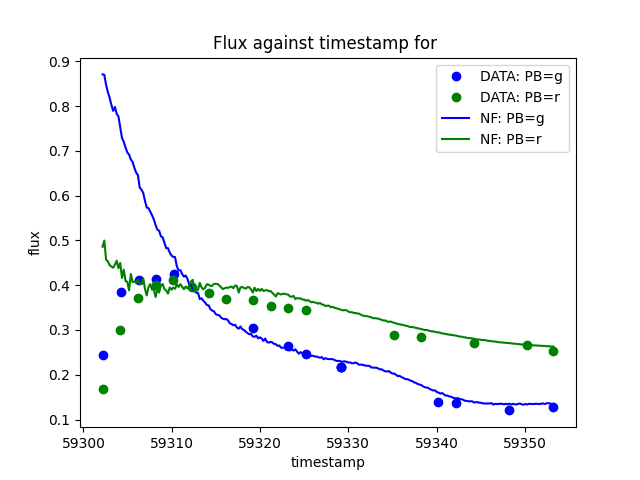 Flux against timestamp for
flux
0.9
0.8
0.7
0.6
0.5
0.4
0.3
0.2
0.1
DATA: PB=g
DATA: PB=r
NF: PB=g
NF: PB=r
59300 59310 59320 59330 59340 59350
timestamp